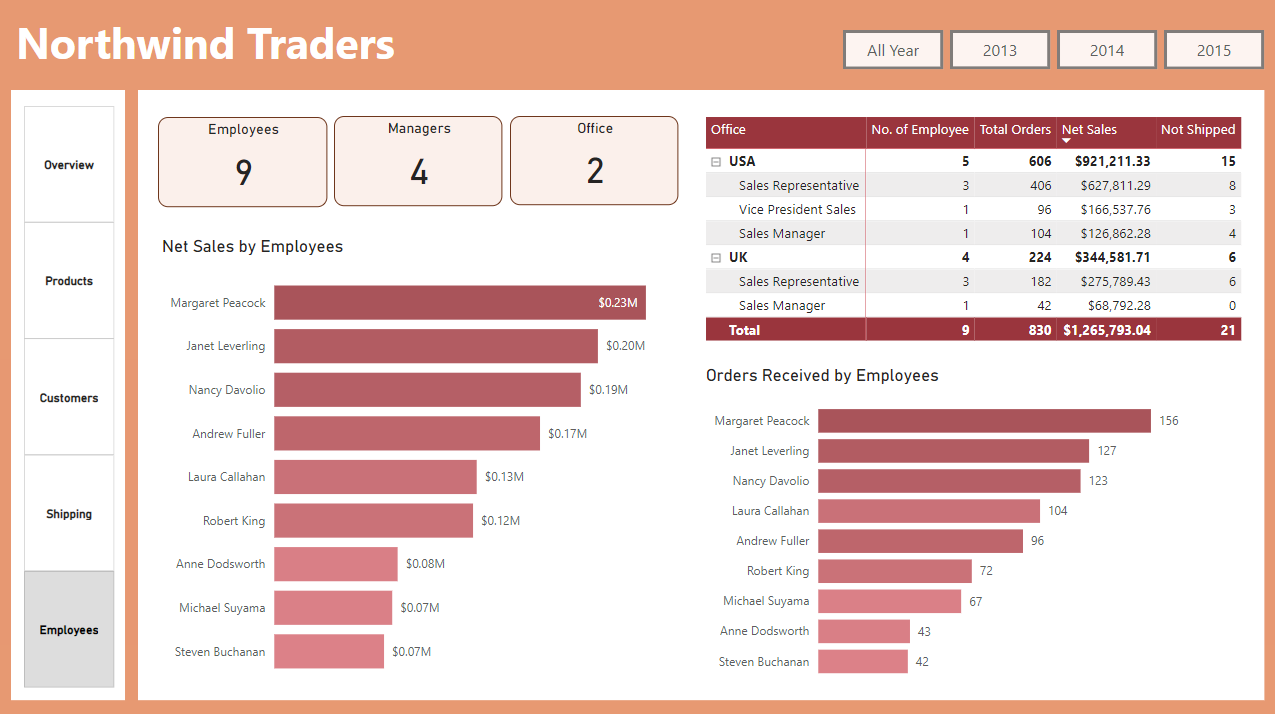 Northwind Traders
All Year 2013 2014 2015
Overview
Products
Customers
Shipping
Employees
Employees
9
Managers
4
Office
2
Net Sales by Employees
Margaret Peacock $0.23M
Janet Leverling $0.20M
Nancy Davolio $0.19M
Andrew Fuller $0.17M
Laura Callahan $0.13M
Robert King $0.12M
Anne Dodsworth $0.08M
Michael Suyama $0.07M
Steven Buchanan $0.07M
Office No. of Employee Total Orders Net Sales Not Shipped
USA 5 606 $921,211.33 15
Sales Representative 3 406 $627,811.29 8
Vice President Sales 1 96 $166,537.76 3
Sales Manager 1 104 $126,862.28 4
UK 4 224 $344,581.71 6
Sales Representative 3 182 $275,789.43 6
Sales Manager 1 42 $68,792.28 0
Total 9 830 $1,265,793.04 21
Orders Received by Employees
Margaret Peacock 156
Janet Leverling 127
Nancy Davolio 123
Laura Callahan 104
Andrew Fuller 96
Robert King 72
Michael Suyama 67
Anne Dodsworth 43
Steven Buchanan 42